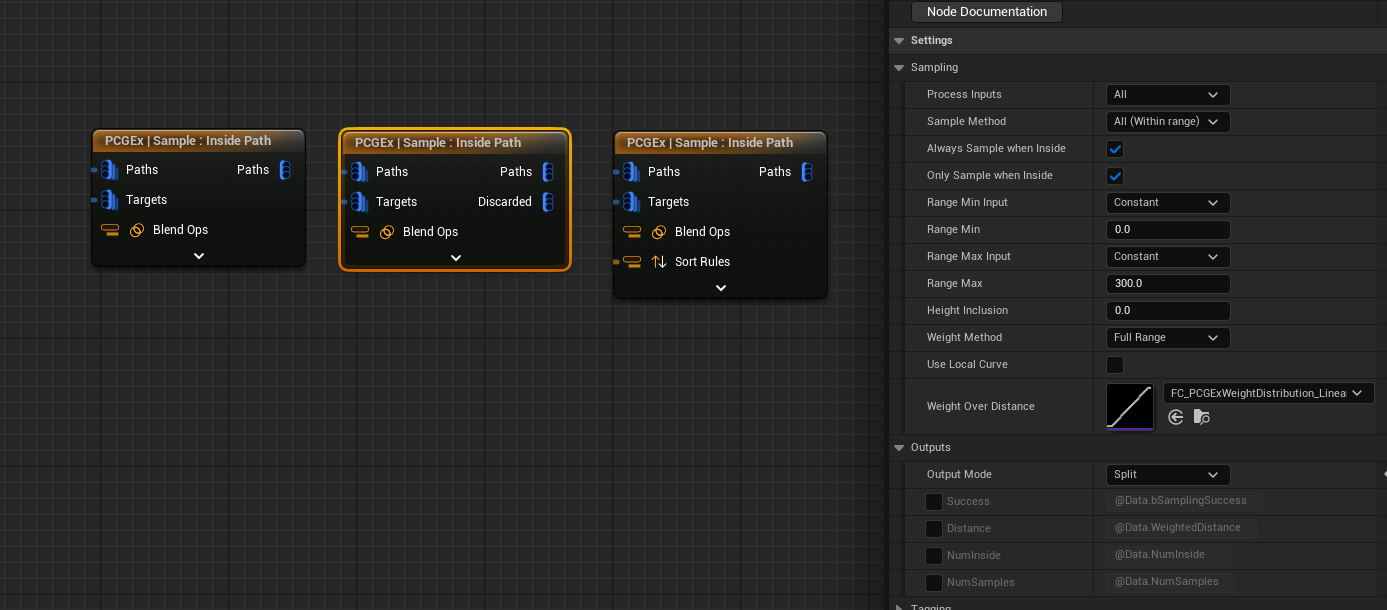 Node Documentation
Settings
Sampling
Process Inputs All
Sample Method All (Within range)
Always Sample when Inside
Only Sample when Inside
Range Min Input Constant
Range Min 0.0
Range Max Input Constant
Range Max 300.0
Height Inclusion 0.0
Weight Method Full Range
Use Local Curve
Weight Over Distance FC_PCGExWeightDistribution_Linea
Outputs
Output Mode Split
Success @Data.bSamplingSuccess
Distance @Data.WeightedDistance
NumInside @Data.NumInside
NumSamples @Data.NumSamples
Tagging
PCGEx | Sample : Inside Path
Paths Paths
Targets
Blend Ops
PCGEx | Sample : Inside Path
Paths Paths
Targets Discarded
Blend Ops
PCGEx | Sample : Inside Path
Paths Paths
Targets
Blend Ops
Sort Rules